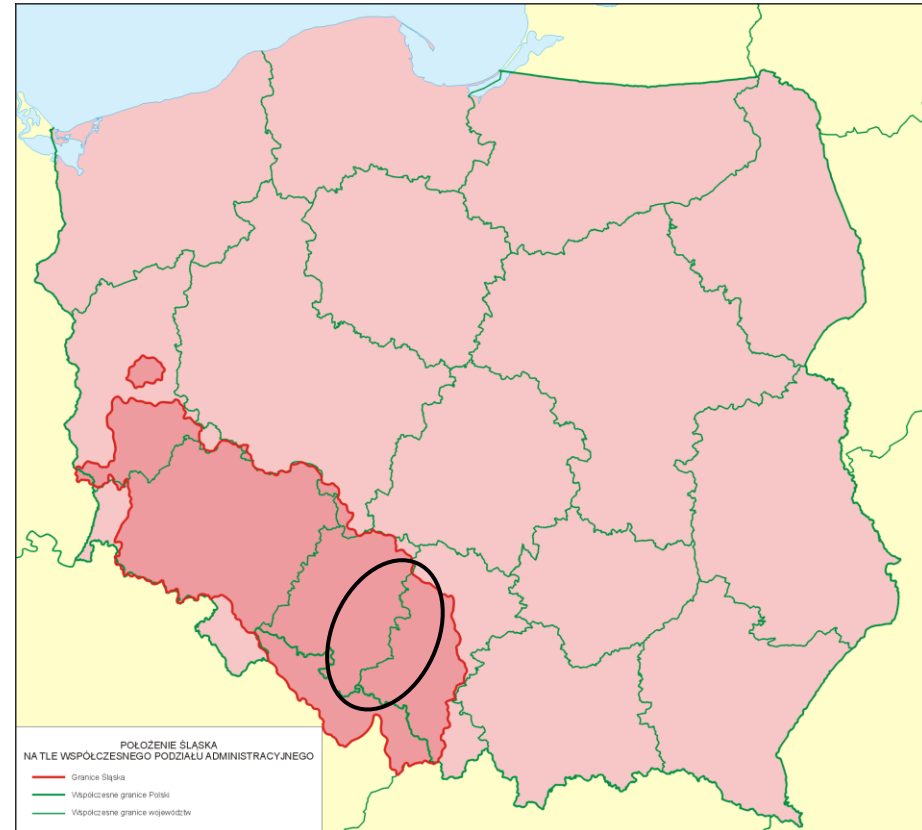 POŁOŻENIE ŚLĄSKA
NA TLE WSPÓŁCZESNEGO PODZIAŁU ADMINISTRACYJNEGO
Granice Śląska
Współczesne granice Polski
Współczesne granice województw